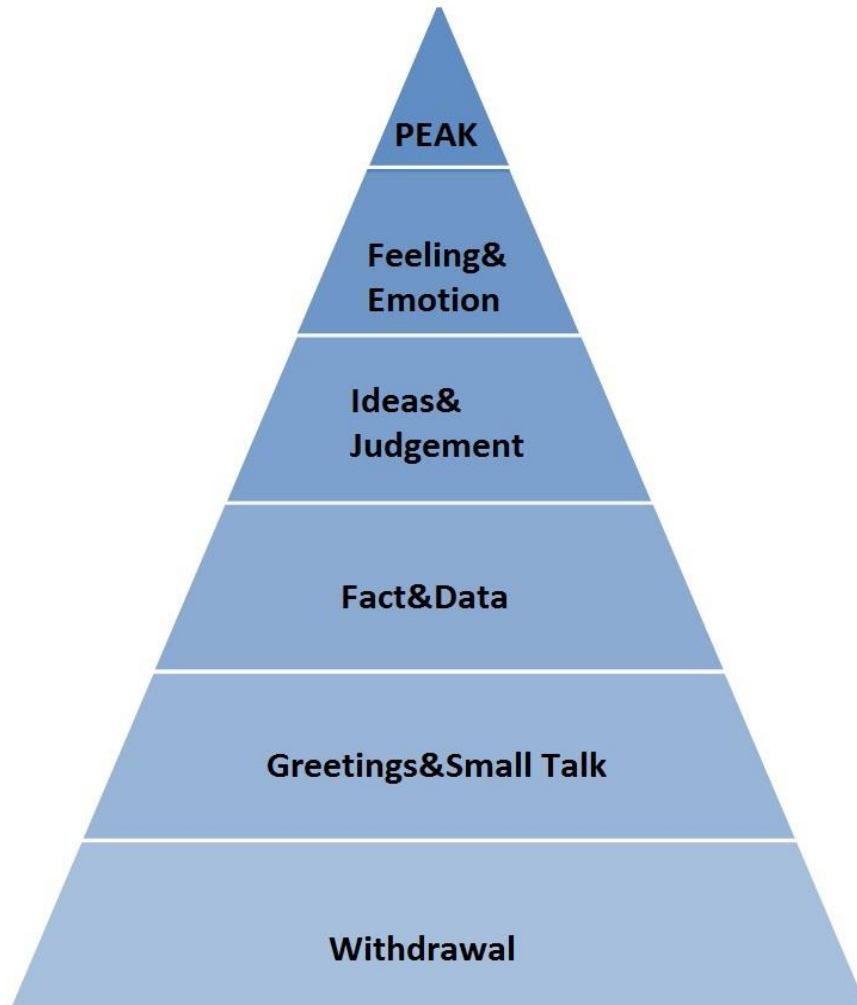 PEAK
Feeling&
Emotion
Ideas&
Judgement
Fact&Data
Greetings&Small Talk
Withdrawal